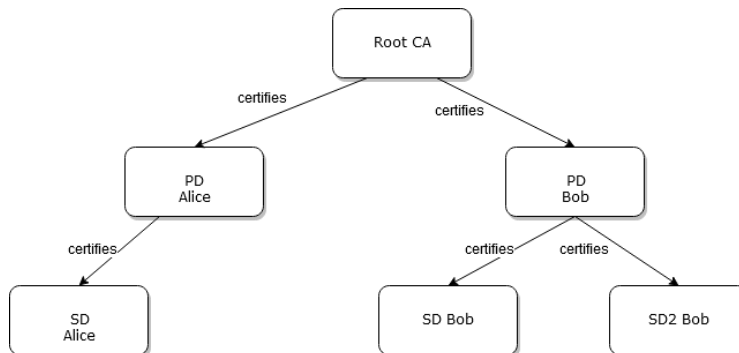 Root CA
certifies
certifies
PD
Alice
PD
Bob
certifies
certifies
certifies
SD
Alice
SD Bob
SD2 Bob